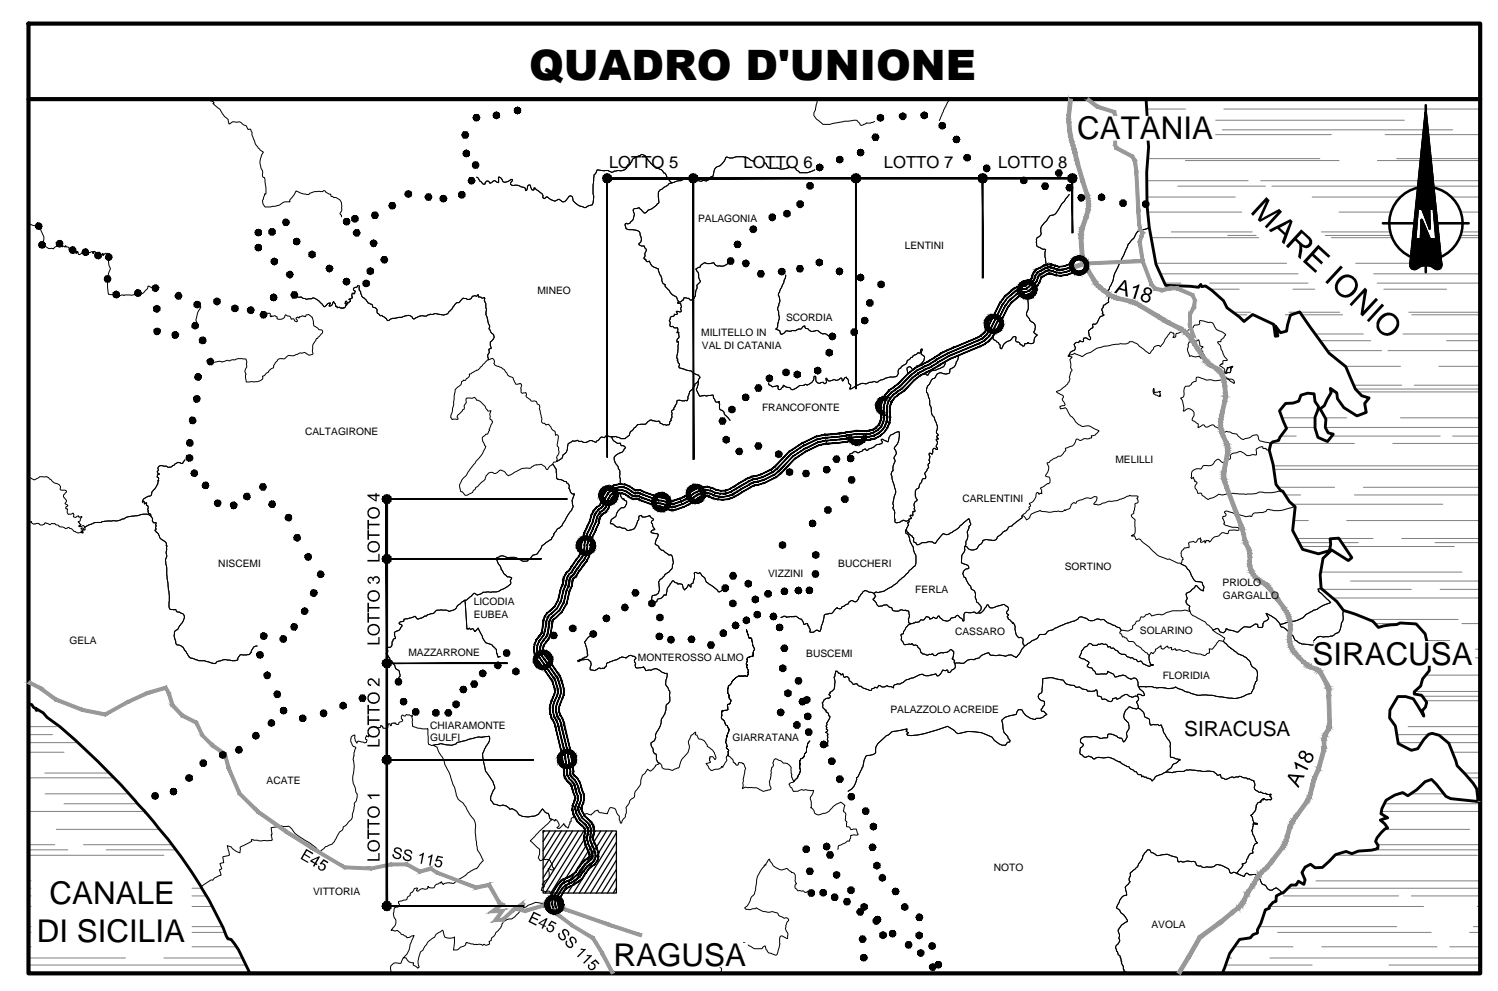 QUADRO D'UNIONE
CATANIA
LOTTO 5
LOTTO 6
LOTTO 7
LOTTO 8
MARE IONIO
N
PALAGONIA
LENTINI
MINEO
A18
SCORDIA
MILITELLO IN
VAL DI CATANIA
FRANCOFONTE
CALTAGIRONE
MELILLI
CARLENTINI
LOTTO 4
NISCEMI
VIZZINI
BUCCHERI
SORTINO
FERLA
PRIOLO
GARGALLO
LOTTO 3
LICODIA
EUBEA
GELA
CASSARO
SOLARINO
MAZZARRONE
MONTEROSSO ALMO
BUSCEMI
SIRACUSA
FLORIDIA
LOTTO 2
PALAZZOLO ACREIDE
CHIARAMONTE
GULFI
GIARRATANA
SIRACUSA
A18
ACATE
LOTTO 1
E45
SS 115
VITTORIA
NOTO
CANALE
DI SICILIA
E45 SS 115
RAGUSA
AVOLA